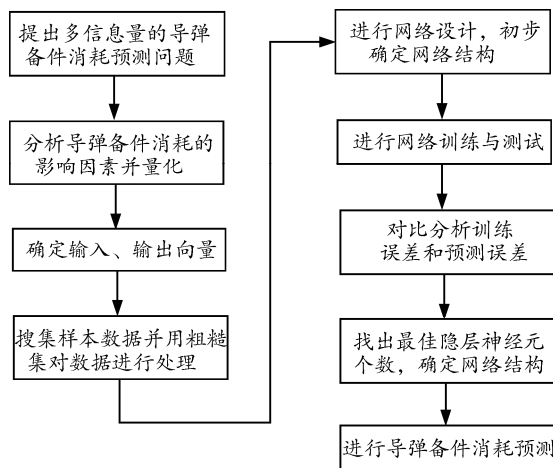 提出多信息量的导弹
备件消耗预测问题
分析导弹备件消耗的
影响因素并量化
确定输入、输出向量
搜集样本数据并用粗糙
集对数据进行处理
进行网络设计，初步
确定网络结构
进行网络训练与测试
对比分析训练
误差和预测误差
找出最佳隐层神经元
个数，确定网络结构
进行导弹备件消耗预测